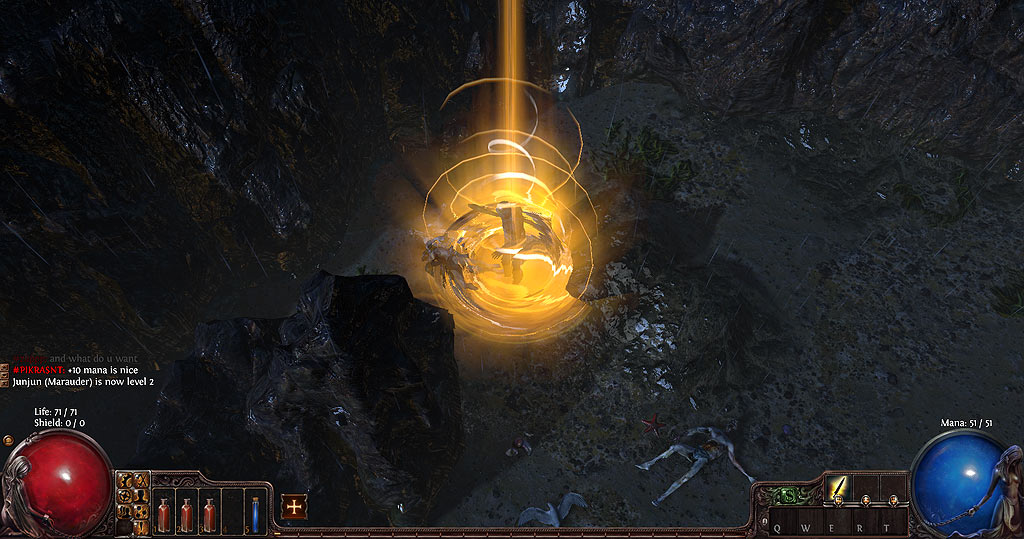 and what do u want
#PIKRASNT: +10 mana is nice
Junjun (Marauder) is now level 2
Life: 71 / 71
Shield: 0 / 0
Mana: 51 / 51
1 2 3 4 5
Q W E R T